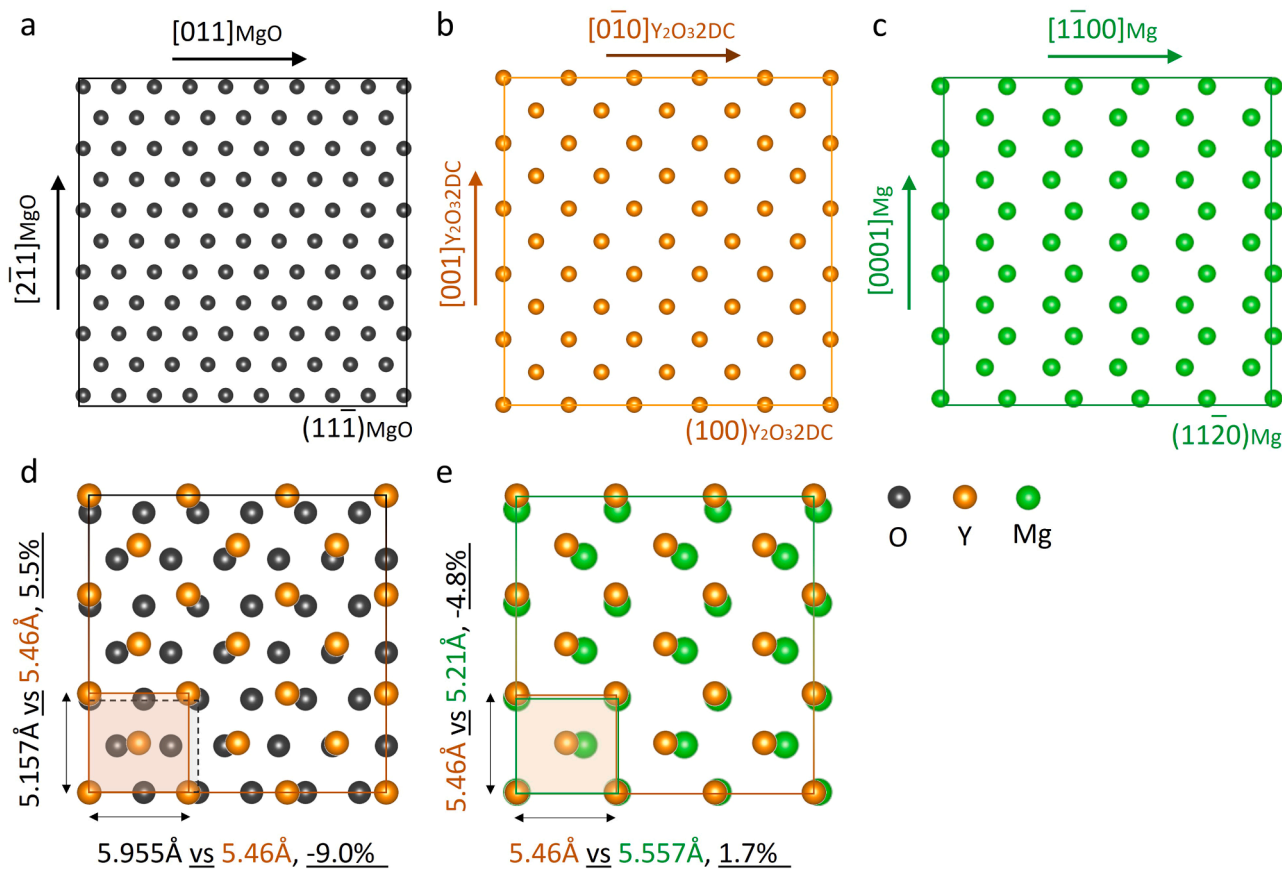 a
[011]MgO
[2̅11]MgO
(111̅)MgO
b
[01̅0]Y₂O₃2DC
[001]Y₂O₃2DC
(100)Y₂O₃2DC
c
[11̅00]Mg
[0001]Mg
(112̅0)Mg
d
5.157Å vs 5.46Å, 5.5%
5.955Å vs 5.46Å, -9.0%
e
5.46Å vs 5.21Å, -4.8%
5.46Å vs 5.557Å, 1.7%
O Y Mg